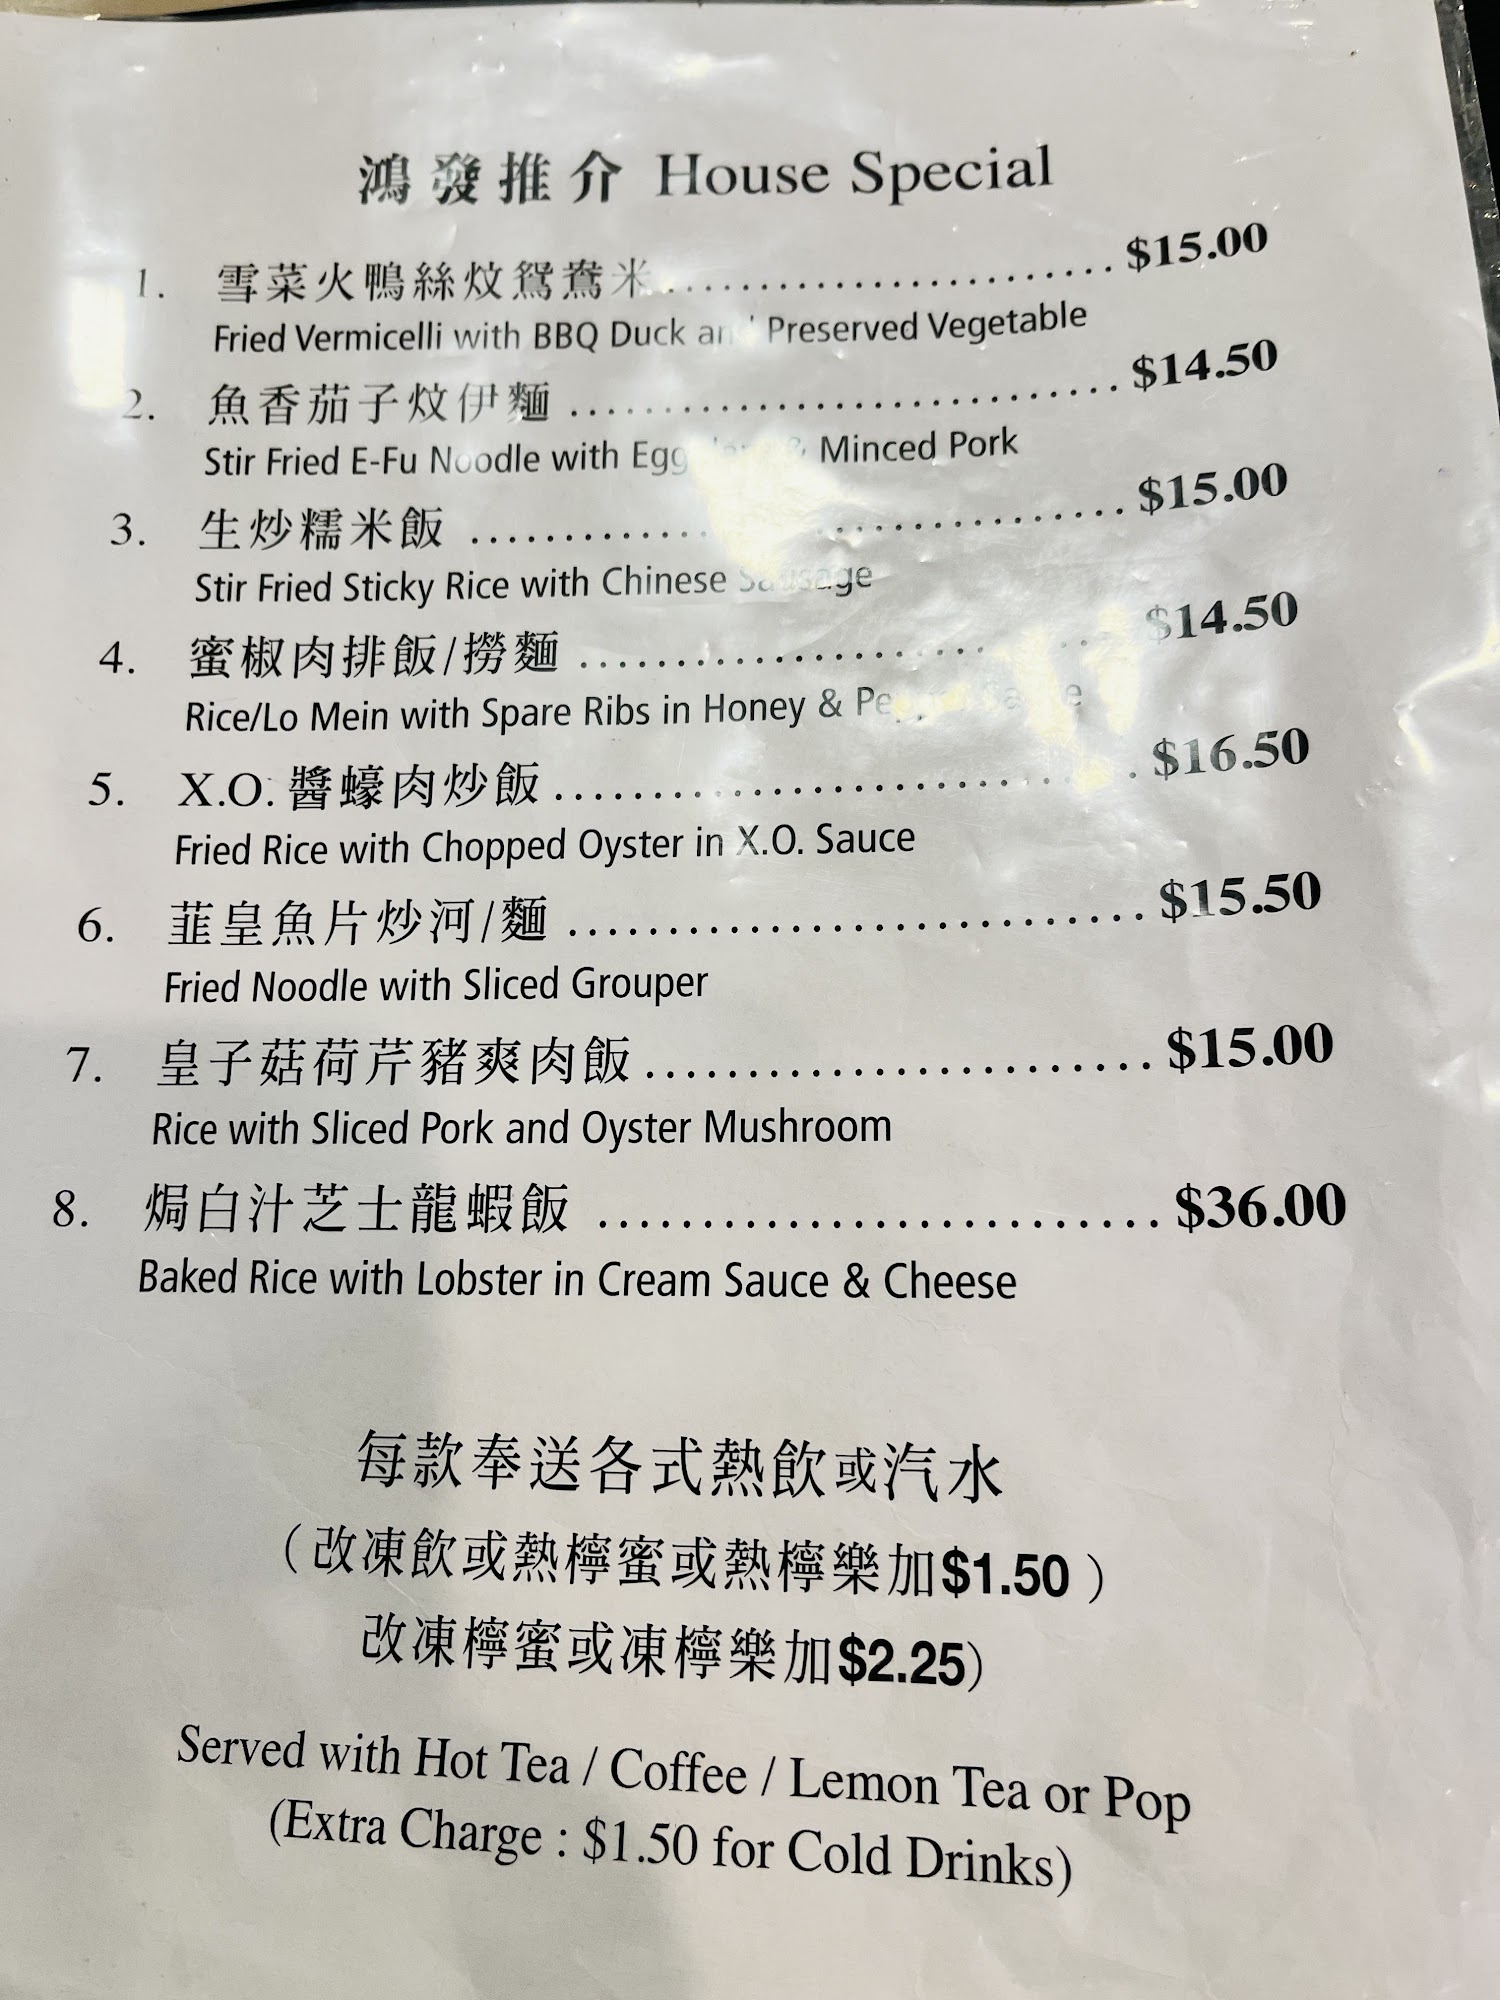 鴻發推介 House Special
1. 雪菜火鴨絲炆鴛鴦米 $15.00
Fried Vermicelli with BBQ Duck and Preserved Vegetable
2. 魚香茄子炆伊麵 $14.50
Stir Fried E-Fu Noodle with & Minced Pork
3. 生炒糯米飯 $15.00
Stir Fried Sticky Rice with Chinese Sausage
4. 蜜椒肉排飯/撈麵 $14.50
Rice/Lo Mein with Spare Ribs in Honey &
5. X.O. 醬蠔肉炒飯 $16.50
Fried Rice with Chopped Oyster in X.O. Sauce
6. 韮皇魚片炒河/麵 $15.50
Fried Noodle with Sliced Grouper
7. 皇子菇荷芹豬爽肉飯 $15.00
Rice with Sliced Pork and Oyster Mushroom
8. 焗白汁芝士龍蝦飯 $36.00
Baked Rice with Lobster in Cream Sauce & Cheese
每款奉送各式熱飲或汽水
（改凍飲或熱檸蜜或熱檸樂加$1.50）
改凍檸蜜或凍檸樂加$2.25)
Served with Hot Tea / Coffee / Lemon Tea or Pop
(Extra Charge : $1.50 for Cold Drinks)